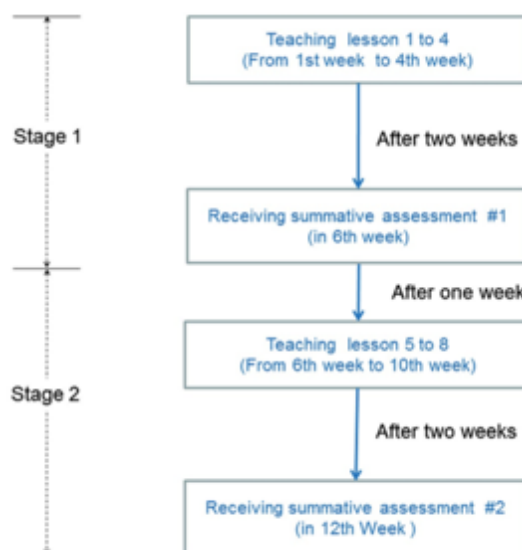 Teaching lesson 1 to 4
(From 1st week to 4th week)
Stage 1
After two weeks
Receiving summative assessment #1
(in 6th week)
After one week
Teaching lesson 5 to 8
(From 6th week to 10th week)
Stage 2
After two weeks
Receiving summative assessment #2
(in 12th Week )